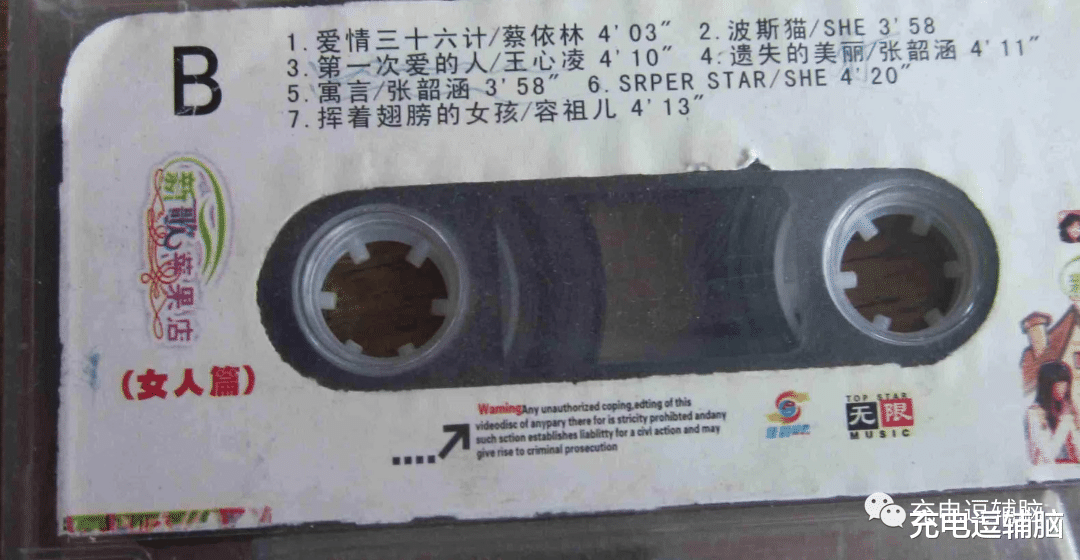 B
1. 爱情三十六计/蔡依林 4'03" 2. 波斯猫/SHE 3'58
3. 第一次爱的人/王心凌 4'10" 4. 遗失的美丽/张韶涵 4'11"
5. 寓言/张韶涵 3'58" 6. SRPER STAR/SHE 4'20"
7. 挥着翅膀的女孩/容祖儿 4'13"
新歌苹果店
(女人篇)
Warning Any unauthorized coping,edting of this
videodisc of anypary there for is stricity prohibted andany
such sction establishes liablitty for a civl action and may
give rise to criminal prosecution
TOP STAR
无限
MUSIC
充电逗辅脑
充电逗辅脑